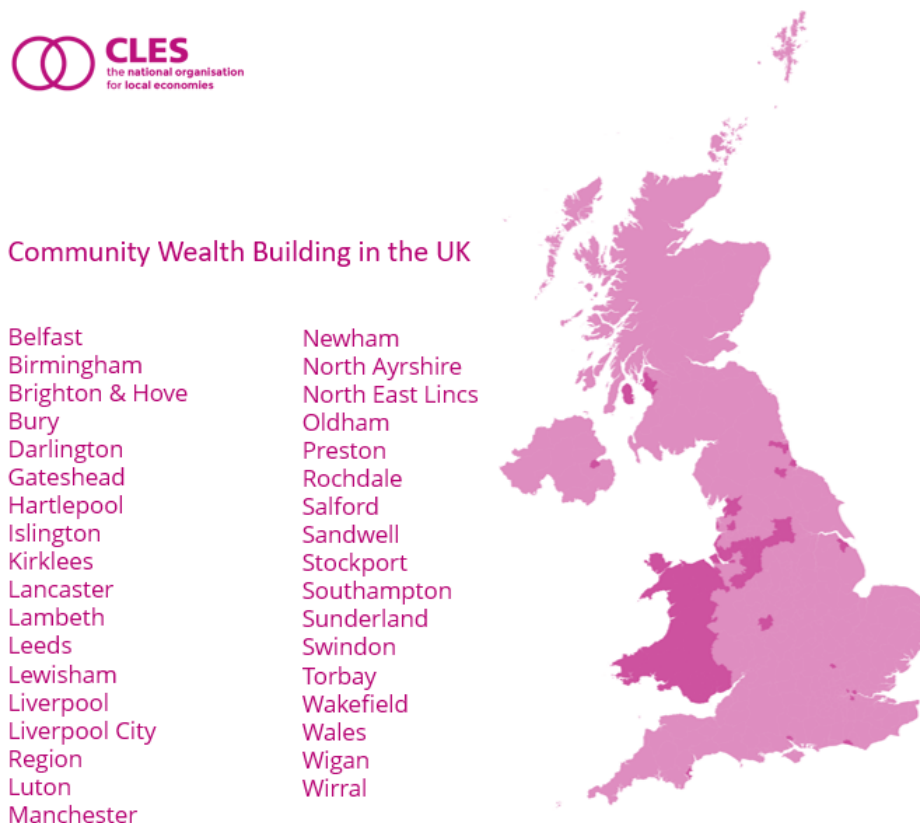 CLES
the national organisation
for local economies
Community Wealth Building in the UK
Belfast
Birmingham
Brighton & Hove
Bury
Darlington
Gateshead
Hartlepool
Islington
Kirklees
Lancaster
Lambeth
Leeds
Lewisham
Liverpool
Liverpool City
Region
Luton
Manchester
Newham
North Ayrshire
North East Lincs
Oldham
Preston
Rochdale
Salford
Sandwell
Stockport
Southampton
Sunderland
Swindon
Torbay
Wakefield
Wales
Wigan
Wirral